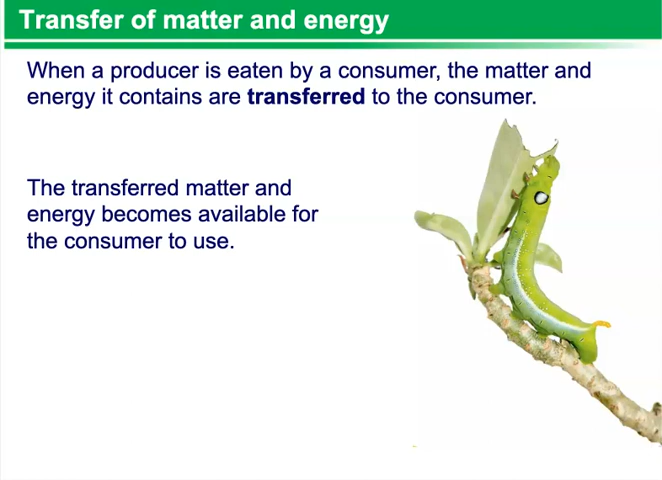 Transfer of matter and energy
When a producer is eaten by a consumer, the matter and
energy it contains are transferred to the consumer.
The transferred matter and
energy becomes available for
the consumer to use.